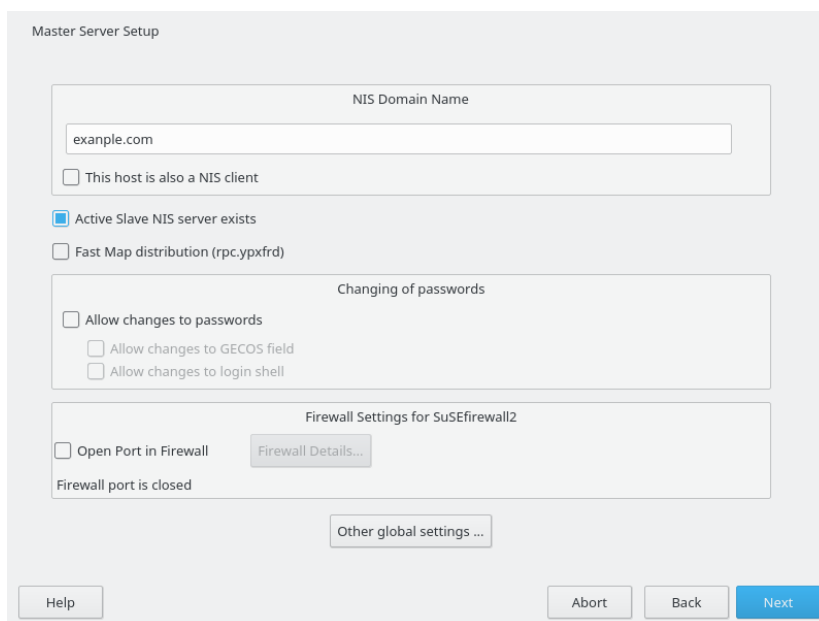 Master Server Setup
NIS Domain Name
exanple.com
This host is also a NIS client
Active Slave NIS server exists
Fast Map distribution (rpc.ypxfrd)
Changing of passwords
Allow changes to passwords
Allow changes to GECOS field
Allow changes to login shell
Firewall Settings for SuSEfirewall2
Open Port in Firewall Firewall Details...
Firewall port is closed
Other global settings ...
Help Abort Back Next